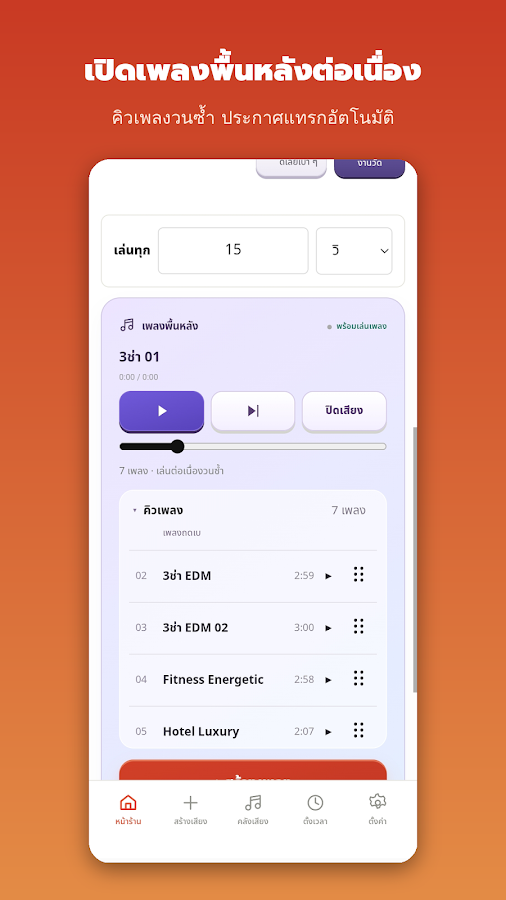 เปิดเพลงพื้นหลังต่อเนื่อง
คิวเพลงวนซ้ำ ประกาศแทรกอัตโนมัติ
งานวัด
เล่นทุก 15 วิ
เพลงพื้นหลัง พร้อมเล่นเพลง
3ช่า 01
0:00 / 0:00
ปิดเสียง
7 เพลง · เล่นต่อเนื่องวนซ้ำ
คิวเพลง 7 เพลง
02 3ช่า EDM 2:59
03 3ช่า EDM 02 3:00
04 Fitness Energetic 2:58
05 Hotel Luxury 2:07
หน้าร้าน สร้างเสียง คลังเสียง ตั้งเวลา ตั้งค่า